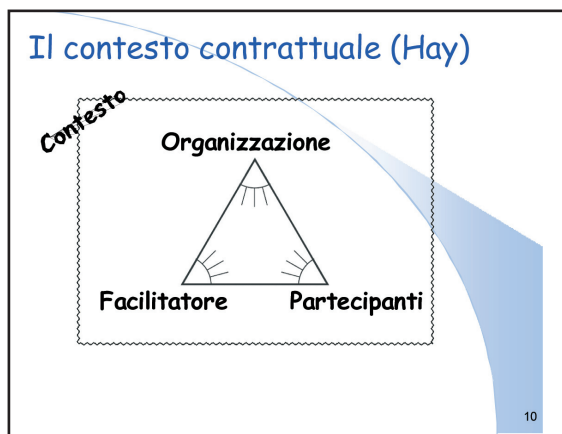 Il contesto contrattuale (Hay)
Contesto
Organizzazione
Facilitatore Partecipanti
10